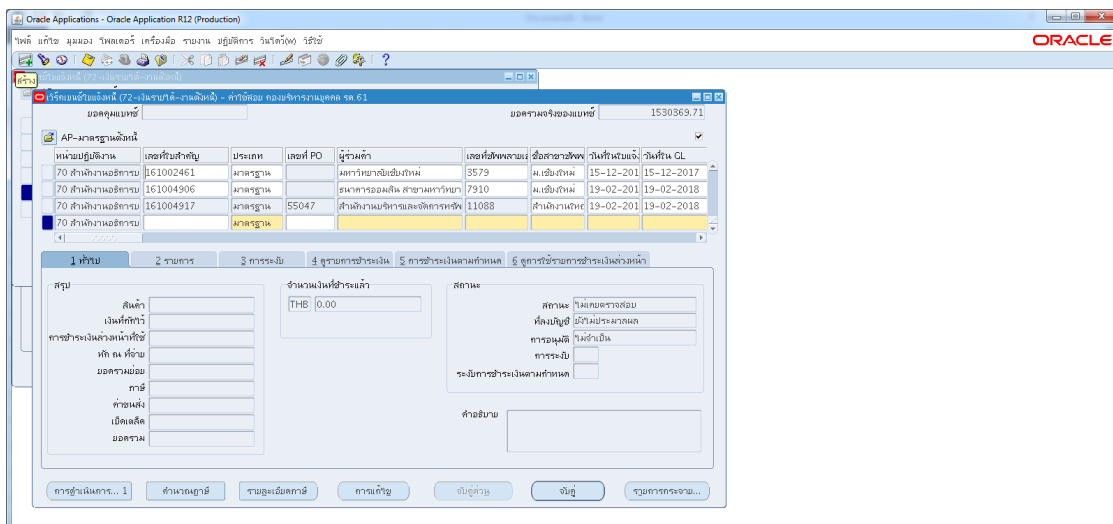 Oracle Applications - Oracle Application R12 (Production)
ไฟล์ แก้ไข มุมมอง โฟลเดอร์ เครื่องมือ รายงาน ปฏิบัติการ วินโดว์(W) วิธีใช้
ORACLE
สร้าง
เวิร์คเบนช์ใบแจ้งหนี้ (72-เงินรายได้-งานตั้งหนี้) - ค่าใช้สอย กองบริหารงานบุคคล รด.61
ยอดคุมแบทช์ ยอดรวมจริงของแบทช์ 1530369.71
AP-มาตรฐานตั้งหนี้
หน่วยปฏิบัติงาน เลขที่ใบสำคัญ ประเภท เลขที่ PO ผู้ร่วมค้า เลขที่ซัพพลายเ ชื่อสาขาซัพพ วันที่ในใบแจ้ง วันที่ใน GL
70 สำนักงานอธิการบ 161002461 มาตรฐาน มหาวิทยาลัยเชียงใหม่ 3579 ม.เชียงใหม่ 15-12-201 15-12-2017
70 สำนักงานอธิการบ 161004906 มาตรฐาน ธนาคารออมสิน สาขามหาวิทยา 7910 ม.เชียงใหม่ 19-02-201 19-02-2018
70 สำนักงานอธิการบ 161004917 มาตรฐาน 55047 สำนักงานบริหารและจัดการทรัพ 11088 19-02-201 19-02-2018
70 สำนักงานอธิการบ มาตรฐาน
1 ทั่วไป 2 รายการ 3 การระงับ 4 ดูรายการชำระเงิน 5 การชำระเงินตามกำหนด 6 ดูการใช้รายการชำระเงินล่วงหน้า
สรุป จำนวนเงินที่ชำระแล้ว สถานะ
สินค้า THB 0.00 สถานะ ไม่เคยตรวจสอบ
เงินที่กักไว้ ที่ลงบัญชี ยังไม่ประมวลผล
การชำระเงินล่วงหน้าที่ใช้ การอนุมัติ ไม่จำเป็น
หัก ณ ที่จ่าย การระงับ
ยอดรวมย่อย ระงับการชำระเงินตามกำหนด
ภาษี
ค่าขนส่ง
เบ็ดเตล็ด คำอธิบาย
ยอดรวม
การดำเนินการ... 1 คำนวณภาษี รายละเอียดภาษี การแก้ไข จับคู่ด่วน จับคู่ รายการกระจาย...